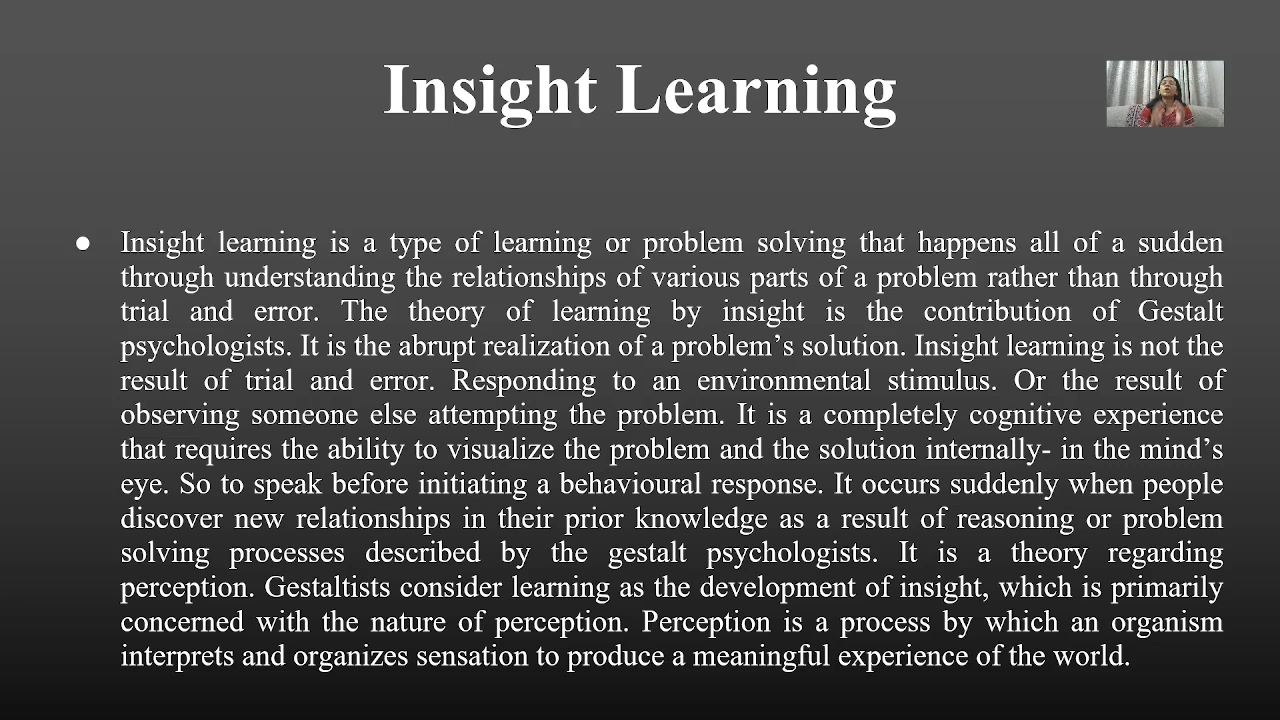 Insight Learning
● Insight learning is a type of learning or problem solving that happens all of a sudden
through understanding the relationships of various parts of a problem rather than through
trial and error. The theory of learning by insight is the contribution of Gestalt
psychologists. It is the abrupt realization of a problem’s solution. Insight learning is not the
result of trial and error. Responding to an environmental stimulus. Or the result of
observing someone else attempting the problem. It is a completely cognitive experience
that requires the ability to visualize the problem and the solution internally- in the mind’s
eye. So to speak before initiating a behavioural response. It occurs suddenly when people
discover new relationships in their prior knowledge as a result of reasoning or problem
solving processes described by the gestalt psychologists. It is a theory regarding
perception. Gestaltists consider learning as the development of insight, which is primarily
concerned with the nature of perception. Perception is a process by which an organism
interprets and organizes sensation to produce a meaningful experience of the world.